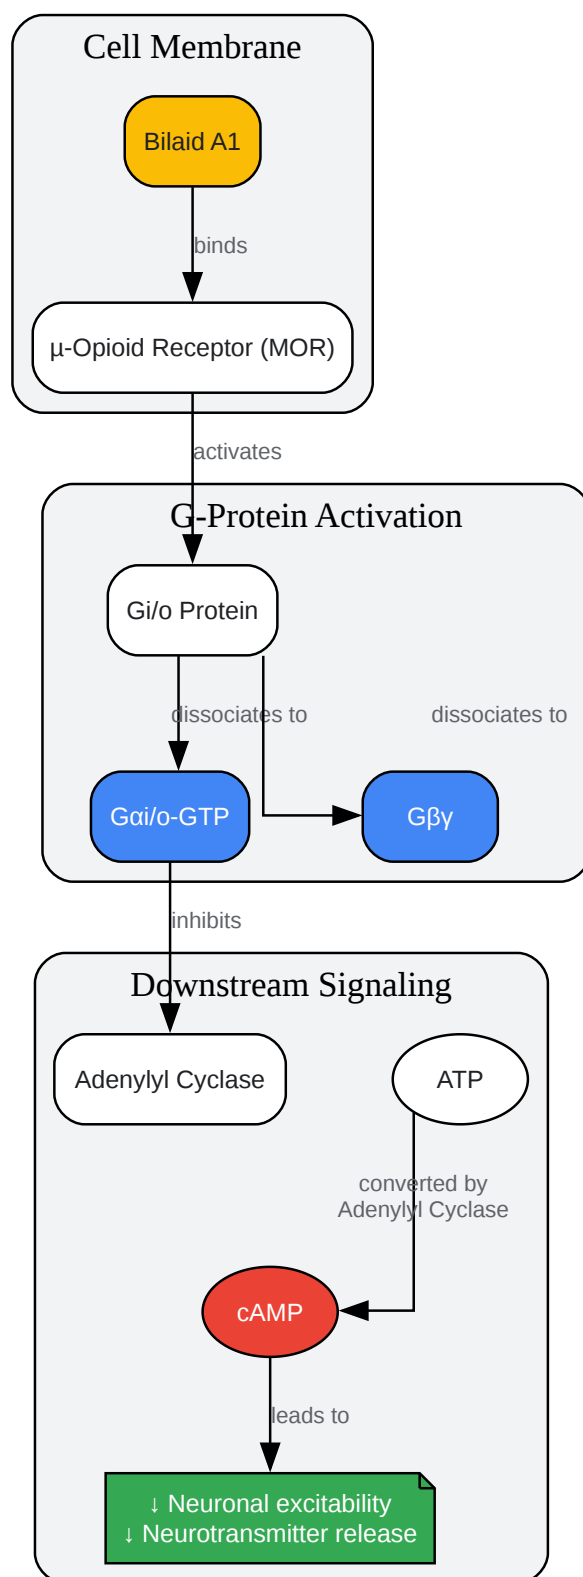 Cell Membrane
Bilaid A1
binds
µ-Opioid Receptor (MOR)
activates
G-Protein Activation
Gi/o Protein
dissociates to
dissociates to
Gαi/o-GTP
Gβγ
inhibits
Downstream Signaling
Adenylyl Cyclase
ATP
converted by
Adenylyl Cyclase
cAMP
leads to
↓ Neuronal excitability
↓ Neurotransmitter release